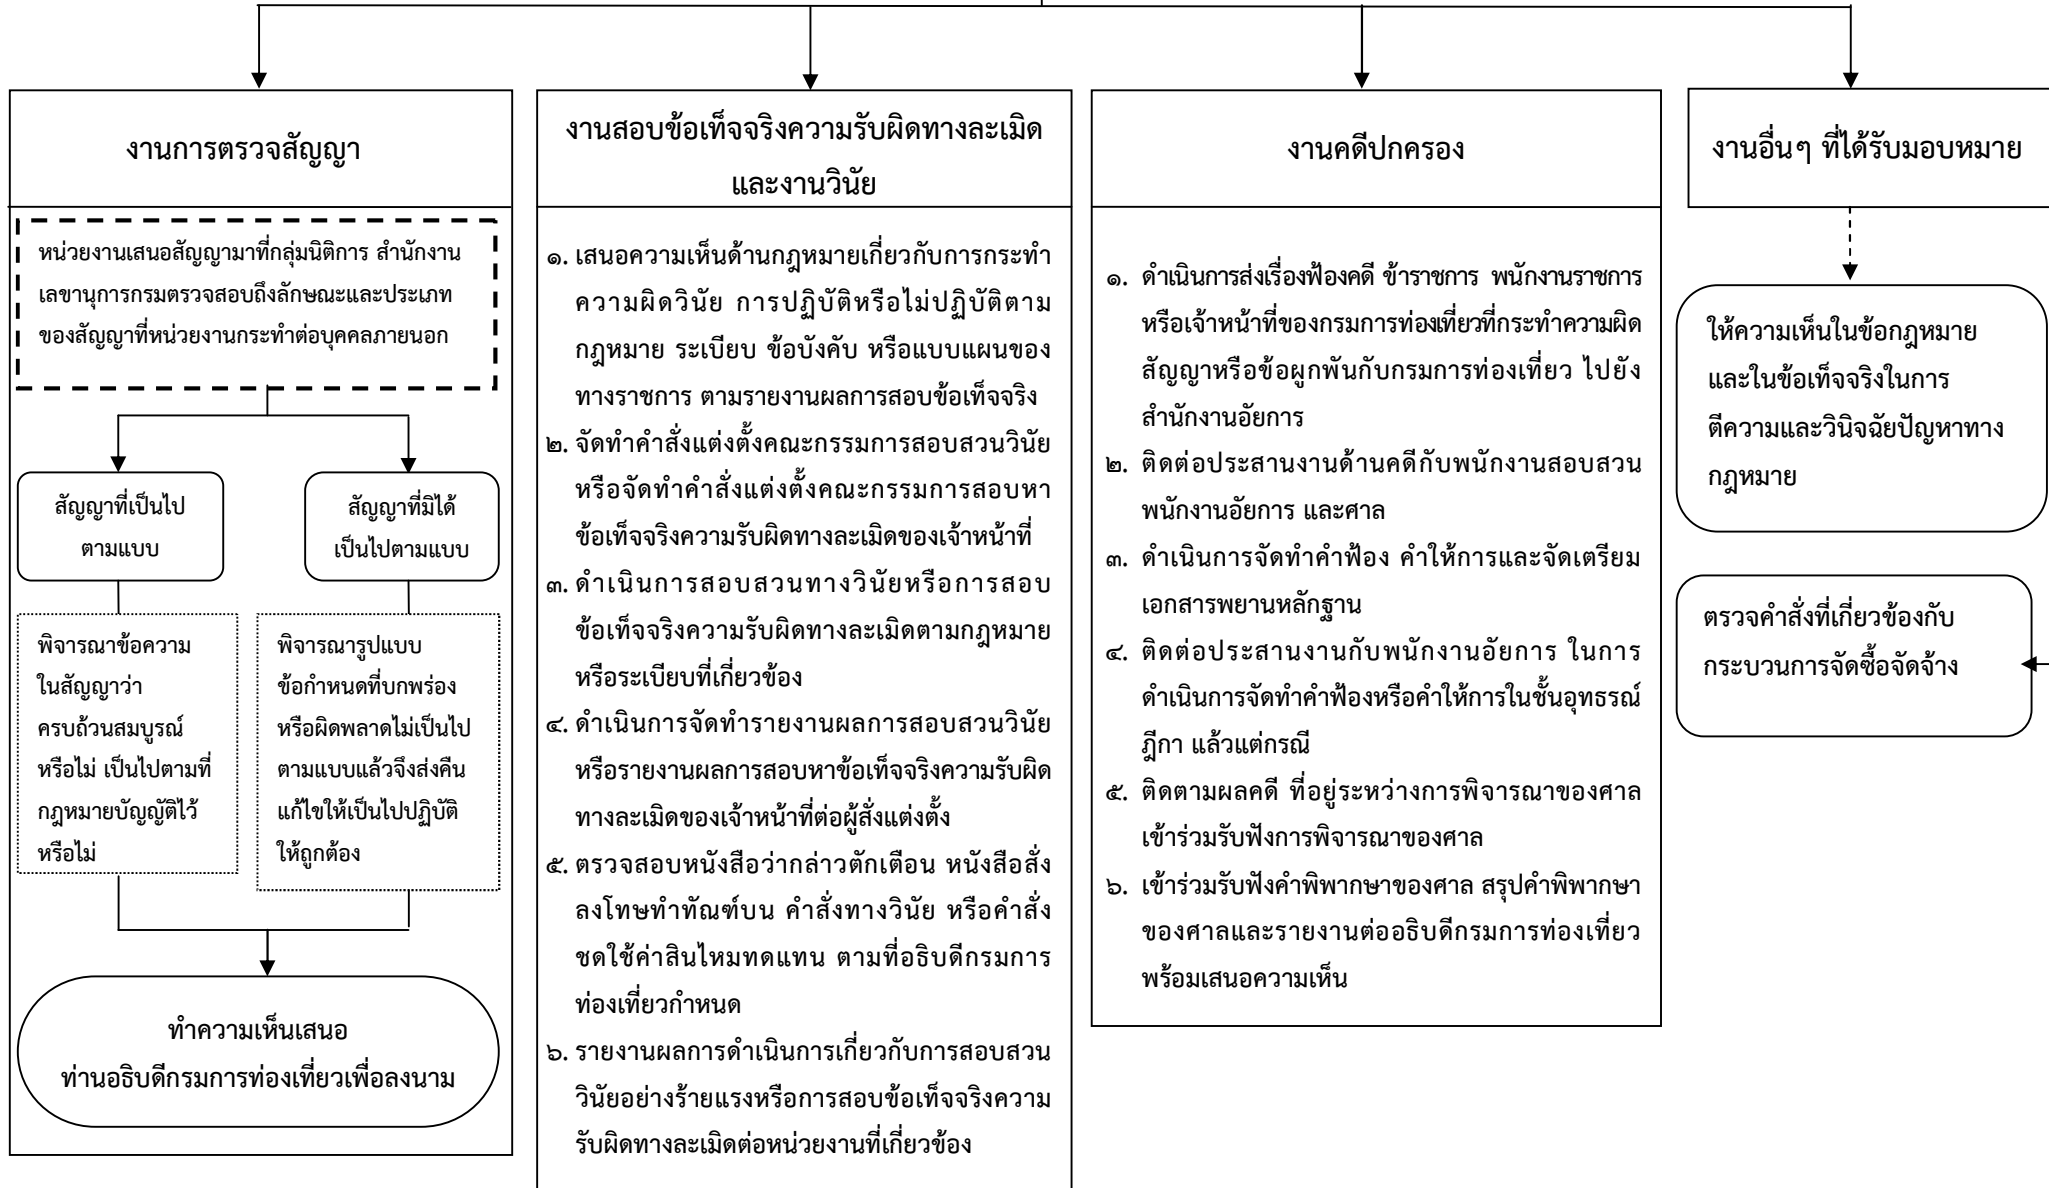 งานการตรวจสัญญา
หน่วยงานเสนอสัญญามาที่กลุ่มนิติการ สำนักงาน
เลขานุการกรมตรวจสอบถึงลักษณะและประเภท
ของสัญญาที่หน่วยงานกระทำต่อบุคคลภายนอก
สัญญาที่เป็นไป
ตามแบบ
สัญญาที่มิได้
เป็นไปตามแบบ
พิจารณาข้อความ
ในสัญญาว่า
ครบถ้วนสมบูรณ์
หรือไม่ เป็นไปตามที่
กฎหมายบัญญัติไว้
หรือไม่
พิจารณารูปแบบ
ข้อกำหนดที่บกพร่อง
หรือผิดพลาดไม่เป็นไป
ตามแบบแล้วจึงส่งคืน
แก้ไขให้เป็นไปปฏิบัติ
ให้ถูกต้อง
ทำความเห็นเสนอ
ท่านอธิบดีกรมการท่องเที่ยวเพื่อลงนาม
งานสอบข้อเท็จจริงความรับผิดทางละเมิด
และงานวินัย
๑. เสนอความเห็นด้านกฎหมายเกี่ยวกับการกระทำ
ความผิดวินัย การปฏิบัติหรือไม่ปฏิบัติตาม
กฎหมาย ระเบียบ ข้อบังคับ หรือแบบแผนของ
ทางราชการ ตามรายงานผลการสอบข้อเท็จจริง
๒. จัดทำคำสั่งแต่งตั้งคณะกรรมการสอบสวนวินัย
หรือจัดทำคำสั่งแต่งตั้งคณะกรรมการสอบหา
ข้อเท็จจริงความรับผิดทางละเมิดของเจ้าหน้าที่
๓. ดำเนินการสอบสวนทางวินัยหรือการสอบ
ข้อเท็จจริงความรับผิดทางละเมิดตามกฎหมาย
หรือระเบียบที่เกี่ยวข้อง
๔. ดำเนินการจัดทำรายงานผลการสอบสวนวินัย
หรือรายงานผลการสอบหาข้อเท็จจริงความรับผิด
ทางละเมิดของเจ้าหน้าที่ต่อผู้สั่งแต่งตั้ง
๕. ตรวจสอบหนังสือว่ากล่าวตักเตือน หนังสือสั่ง
ลงโทษทำทัณฑ์บน คำสั่งทางวินัย หรือคำสั่ง
ชดใช้ค่าสินไหมทดแทน ตามที่อธิบดีกรมการ
ท่องเที่ยวกำหนด
๖. รายงานผลการดำเนินการเกี่ยวกับการสอบสวน
วินัยอย่างร้ายแรงหรือการสอบข้อเท็จจริงความ
รับผิดทางละเมิดต่อหน่วยงานที่เกี่ยวข้อง
งานคดีปกครอง
๑. ดำเนินการส่งเรื่องฟ้องคดี ข้าราชการ พนักงานราชการ
หรือเจ้าหน้าที่ของกรมการท่องเที่ยวที่กระทำความผิด
สัญญาหรือข้อผูกพันกับกรมการท่องเที่ยว ไปยัง
สำนักงานอัยการ
๒. ติดต่อประสานงานด้านคดีกับพนักงานสอบสวน
พนักงานอัยการ และศาล
๓. ดำเนินการจัดทำคำฟ้อง คำให้การและจัดเตรียม
เอกสารพยานหลักฐาน
๔. ติดต่อประสานงานกับพนักงานอัยการ ในการ
ดำเนินการจัดทำคำฟ้องหรือคำให้การในชั้นอุทธรณ์
ฎีกา แล้วแต่กรณี
๕. ติดตามผลคดี ที่อยู่ระหว่างการพิจารณาของศาล
เข้าร่วมรับฟังการพิจารณาของศาล
๖. เข้าร่วมรับฟังคำพิพากษาของศาล สรุปคำพิพากษา
ของศาลและรายงานต่ออธิบดีกรมการท่องเที่ยว
พร้อมเสนอความเห็น
งานอื่นๆ ที่ได้รับมอบหมาย
ให้ความเห็นในข้อกฎหมาย
และในข้อเท็จจริงในการ
ตีความและวินิจฉัยปัญหาทาง
กฎหมาย
ตรวจคำสั่งที่เกี่ยวข้องกับ
กระบวนการจัดซื้อจัดจ้าง